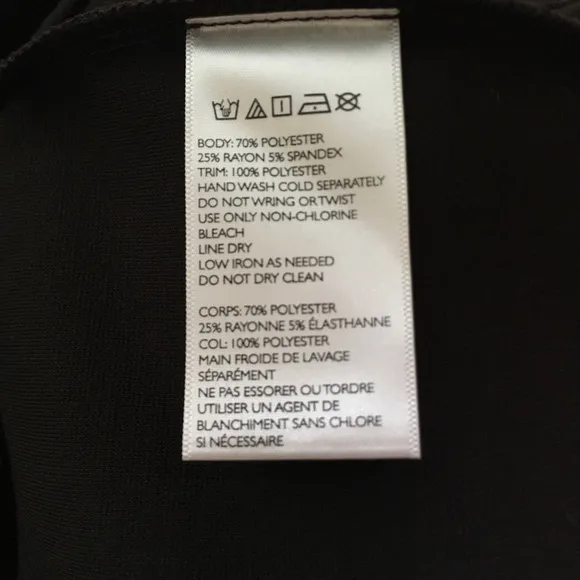 BODY: 70% POLYESTER
25% RAYON 5% SPANDEX
TRIM: 100% POLYESTER
HAND WASH COLD SEPARATELY
DO NOT WRING OR TWIST
USE ONLY NON-CHLORINE
BLEACH
LINE DRY
LOW IRON AS NEEDED
DO NOT DRY CLEAN
CORPS: 70% POLYESTER
25% RAYONNE 5% ÉLASTHANNE
COL: 100% POLYESTER
MAIN FROIDE DE LAVAGE
SÉPARÉMENT
NE PAS ESSORER OU TORDRE
UTILISER UN AGENT DE
BLANCHIMENT SANS CHLORE
SI NÉCESSAIRE